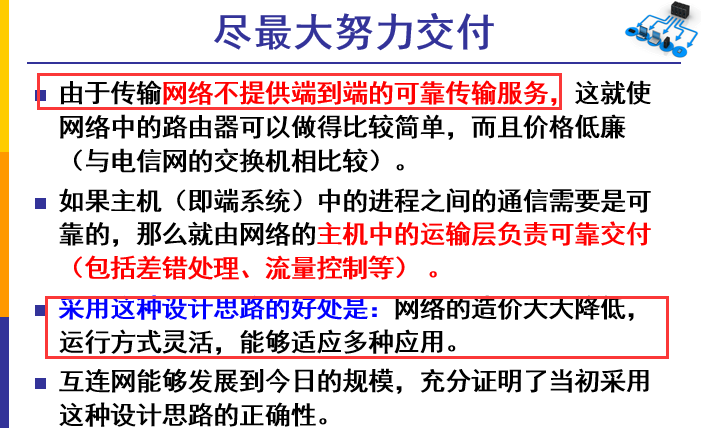 尽最大努力交付
由于传输网络不提供端到端的可靠传输服务，这就使
网络中的路由器可以做得比较简单，而且价格低廉
（与电信网的交换机相比较）。
如果主机（即端系统）中的进程之间的通信需要是可
靠的，那么就由网络的主机中的运输层负责可靠交付
（包括差错处理、流量控制等） 。
采用这种设计思路的好处是：网络的造价大大降低，
运行方式灵活，能够适应多种应用。
互连网能够发展到今日的规模，充分证明了当初采用
这种设计思路的正确性。